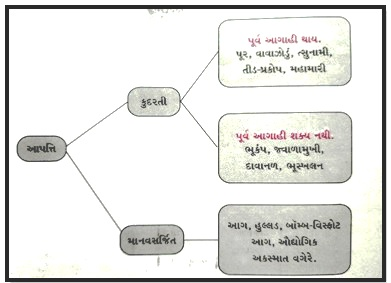 પૂર્વ આગાહી થાય.
પૂર, વાવાઝોડું, ત્સુનામી,
તીડ-પ્રકોપ, મહામારી
કુદરતી
પૂર્વ આગાહી શક્ય નથી.
ભૂકંપ, જ્વાળામુખી,
દાવાનળ, ભૂસ્ખલન
આપત્તિ
માનવસર્જિત
આગ, હુલ્લડ, બૉમ્બ-વિસ્ફોટ
આગ, ઔદ્યોગિક
અકસ્માત વગેરે.